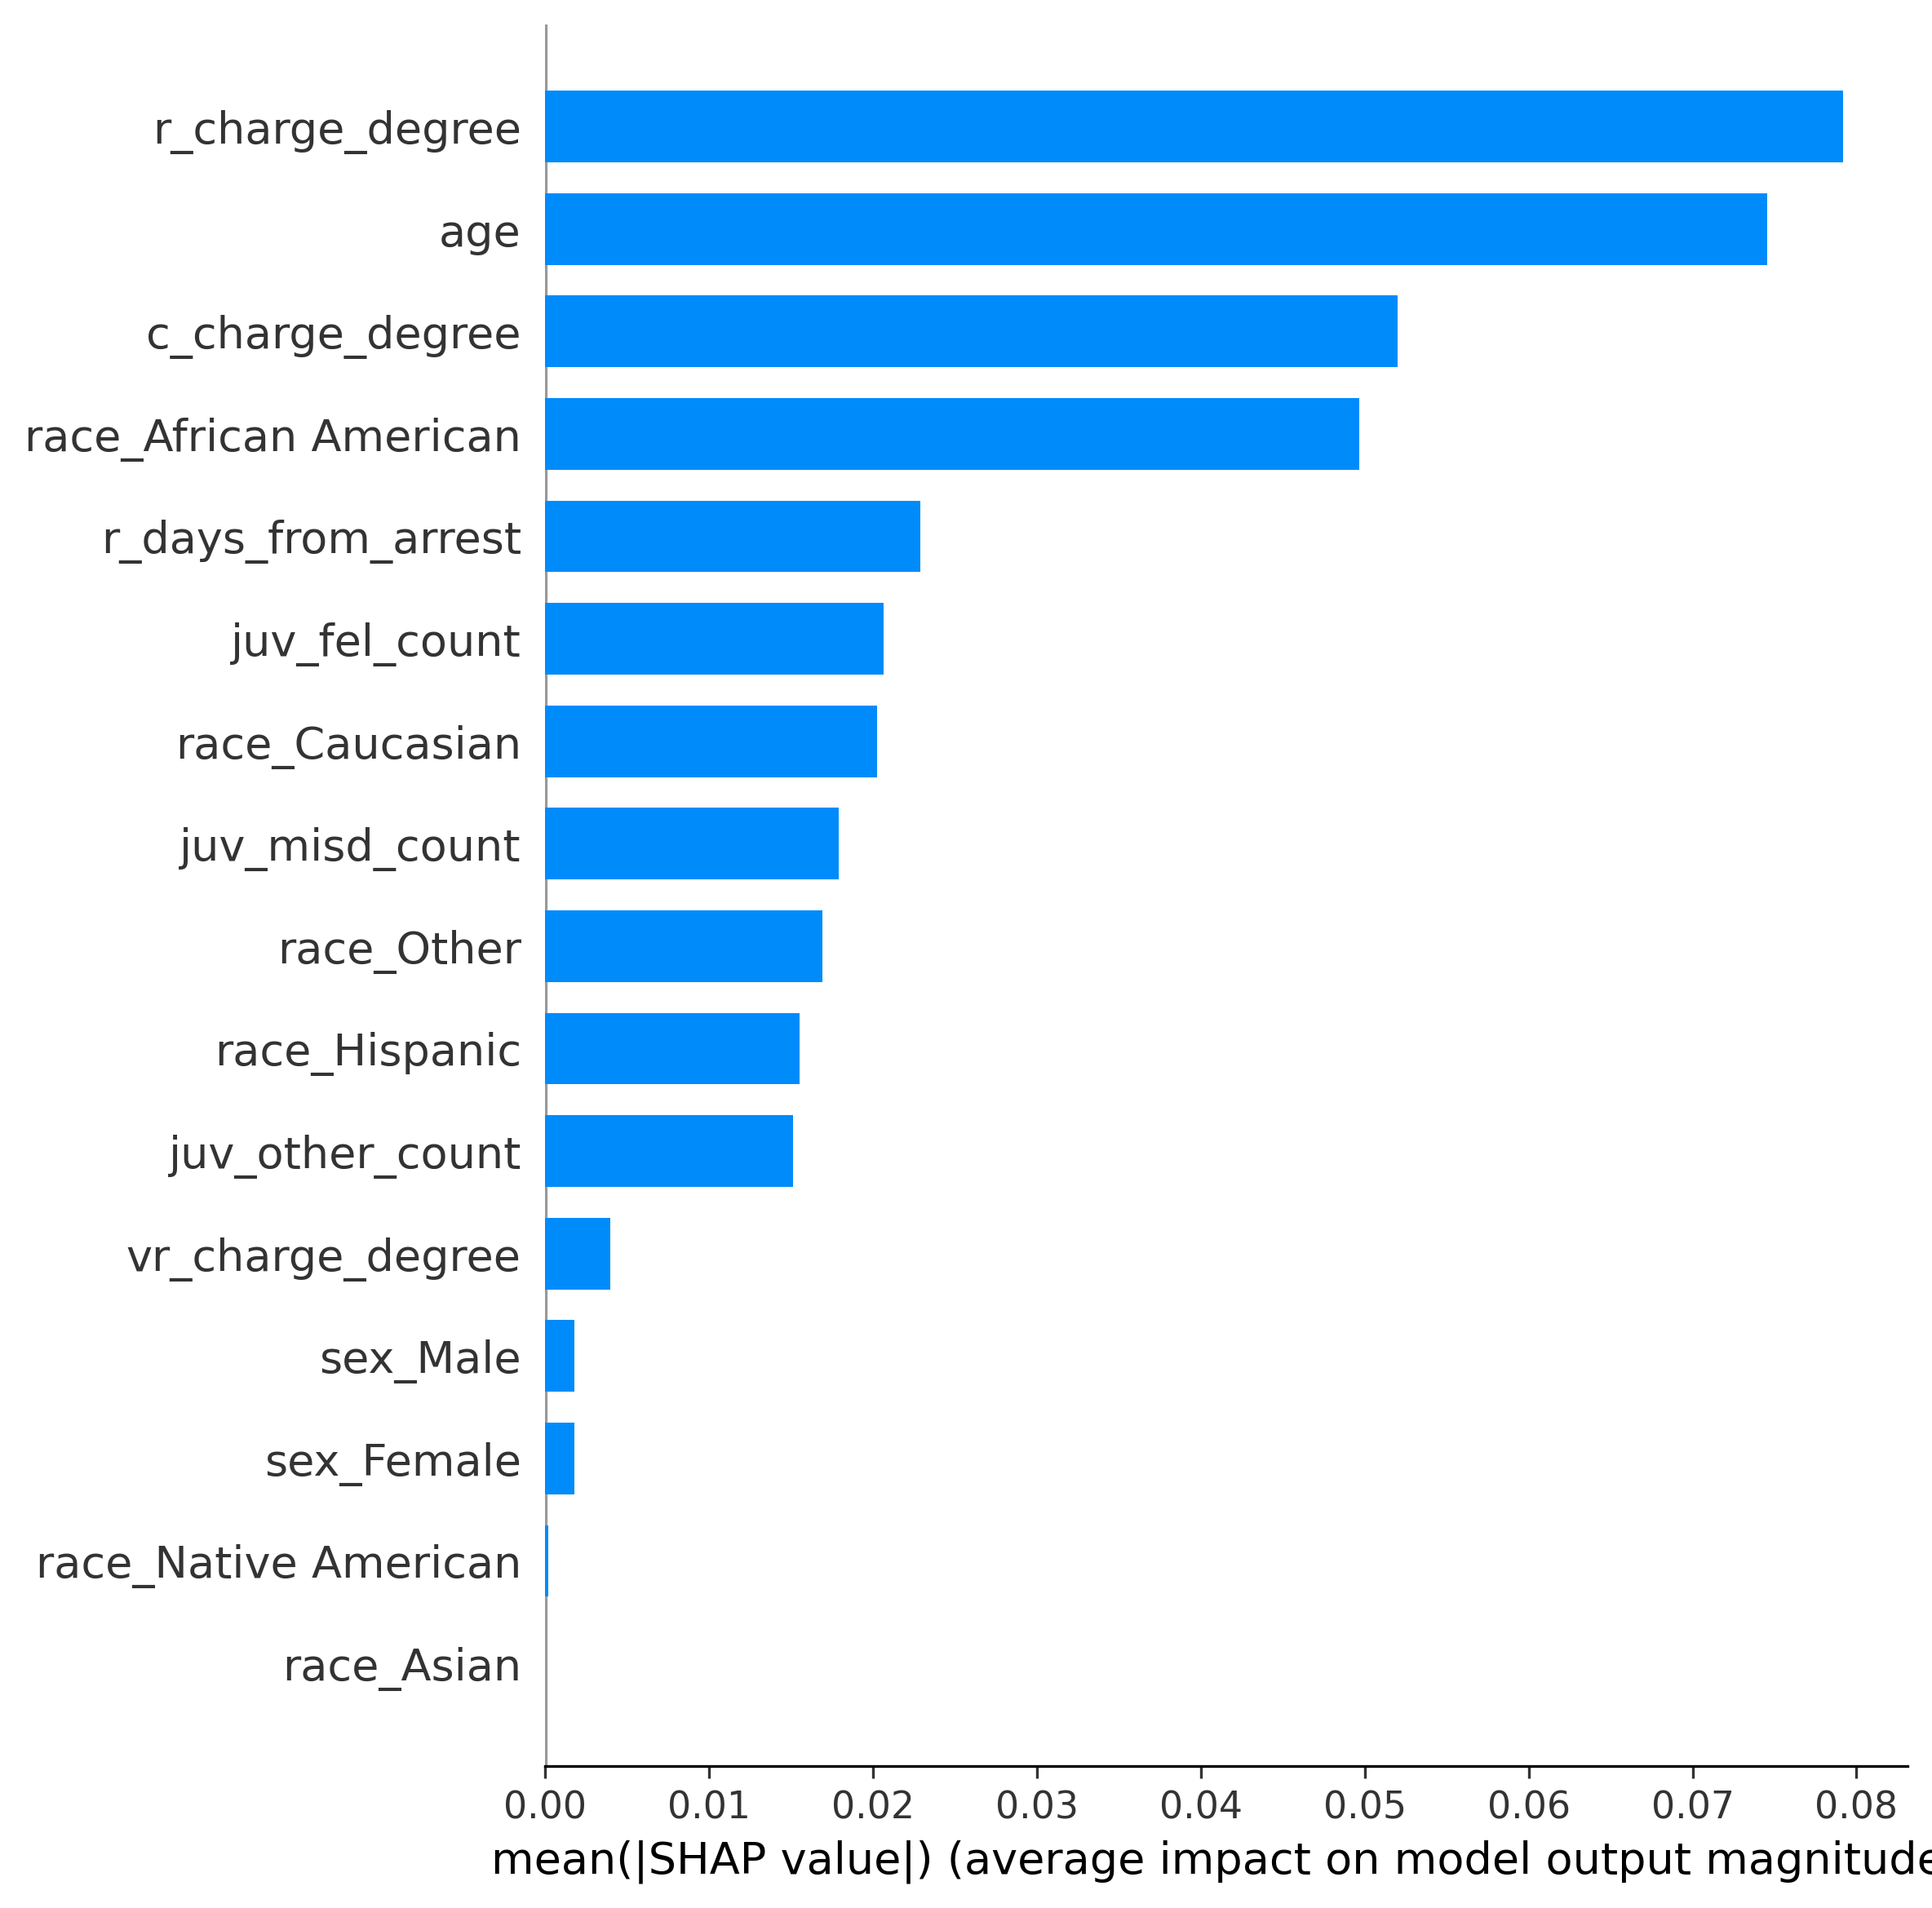 r_charge_degree
age
c_charge_degree
race_African American
r_days_from_arrest
juv_fel_count
race_Caucasian
juv_misd_count
race_Other
race_Hispanic
juv_other_count
vr_charge_degree
sex_Male
sex_Female
race_Native American
race_Asian
0.00 0.01 0.02 0.03 0.04 0.05 0.06 0.07 0.08
mean(|SHAP value|) (average impact on model output magnitude